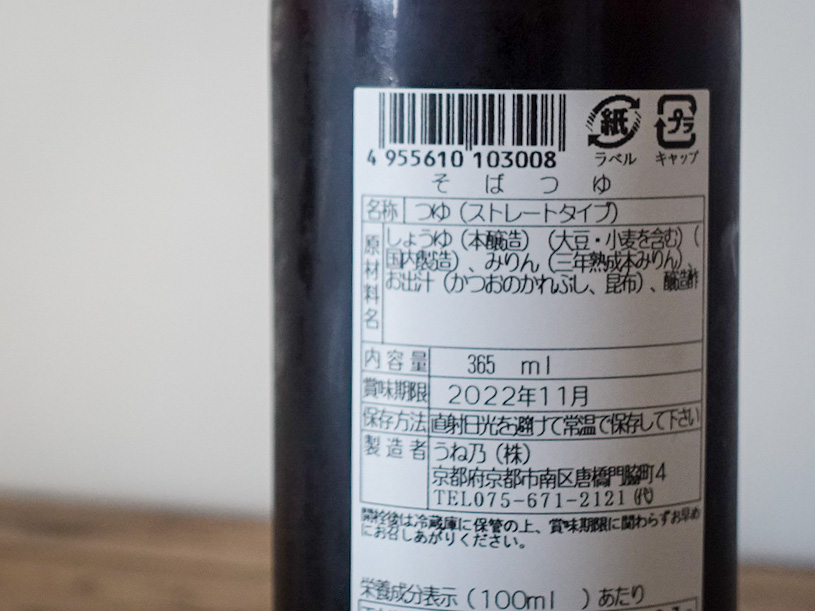 紙
プラ
ラベル キャップ
4 955610 103008
そばつゆ
名称 つゆ（ストレートタイプ）
原材料名 しょうゆ（本醸造）（大豆・小麦を含む）（
国内製造）、みりん（三年熟成本みりん）、
お出汁（かつおのかれぶし、昆布）、醸造酢
内容量 365 ml
賞味期限 2022年11月
保存方法 直射日光を避けて常温で保存して下さい
製造者 うね乃（株）
京都府京都市南区唐橋門脇町4
TEL075-671-2121（代）
開栓後は冷蔵庫に保管の上、賞味期限に関わらずお早め
にお召しあがりください。
栄養成分表示（100ml ）あたり